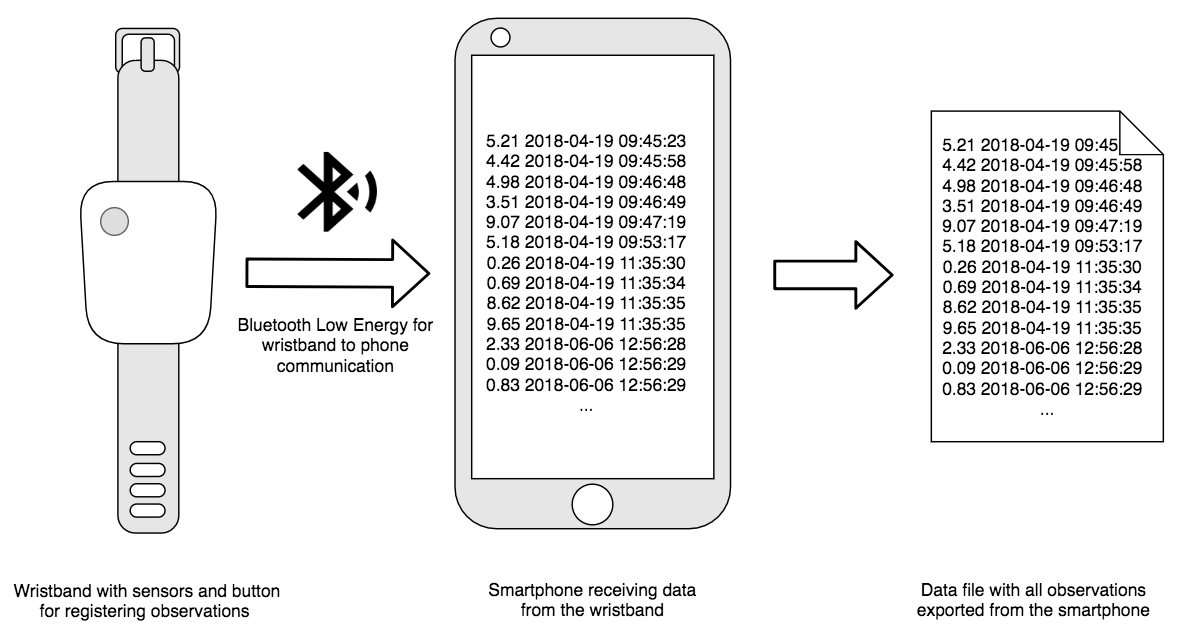 5.21 2018-04-19 09:45:23
4.42 2018-04-19 09:45:58
4.98 2018-04-19 09:46:48
3.51 2018-04-19 09:46:49
9.07 2018-04-19 09:47:19
5.18 2018-04-19 09:53:17
0.26 2018-04-19 11:35:30
0.69 2018-04-19 11:35:34
8.62 2018-04-19 11:35:35
9.65 2018-04-19 11:35:35
2.33 2018-06-06 12:56:28
0.09 2018-06-06 12:56:29
0.83 2018-06-06 12:56:29
...
5.21 2018-04-19 09:45
4.42 2018-04-19 09:45:58
4.98 2018-04-19 09:46:48
3.51 2018-04-19 09:46:49
9.07 2018-04-19 09:47:19
5.18 2018-04-19 09:53:17
0.26 2018-04-19 11:35:30
0.69 2018-04-19 11:35:34
8.62 2018-04-19 11:35:35
9.65 2018-04-19 11:35:35
2.33 2018-06-06 12:56:28
0.09 2018-06-06 12:56:29
0.83 2018-06-06 12:56:29
...
Bluetooth Low Energy for
wristband to phone
communication
Wristband with sensors and button
for registering observations
Smartphone receiving data
from the wristband
Data file with all observations
exported from the smartphone